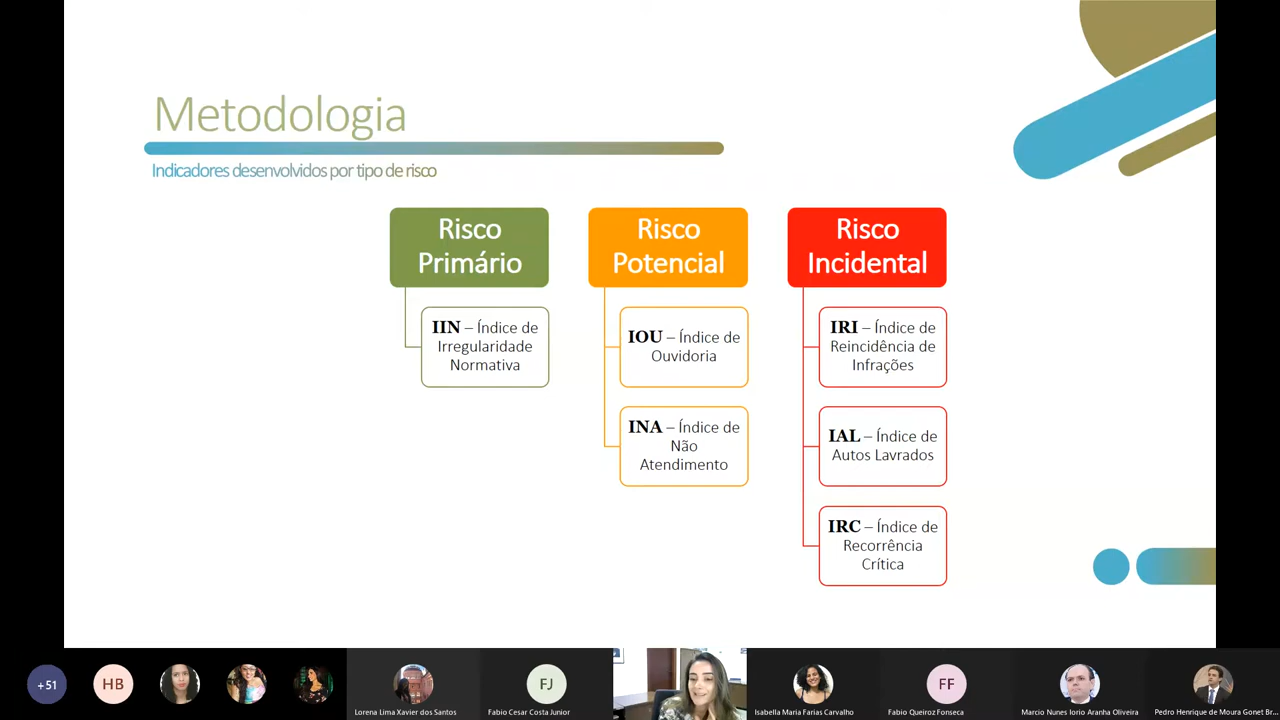 Metodologia
Indicadores desenvolvidos por tipo de risco
Risco
Primário
IIN – Índice de
Irregularidade
Normativa
Risco
Potencial
IOU – Índice de
Ouvidoria
INA – Índice de
Não
Atendimento
Risco
Incidental
IRI – Índice de
Reincidência de
Infrações
IAL – Índice de
Autos Lavrados
IRC – Índice de
Recorrência
Crítica
+51
HB
Lorena Lima Xavier dos Santos
FJ
Fabio Cesar Costa Junior
Isabella Maria Farias Carvalho
FF
Fabio Queiroz Fonseca
Marcio Nunes Iorio Aranha Oliveira
Pedro Henrique de Moura Gonet Br...